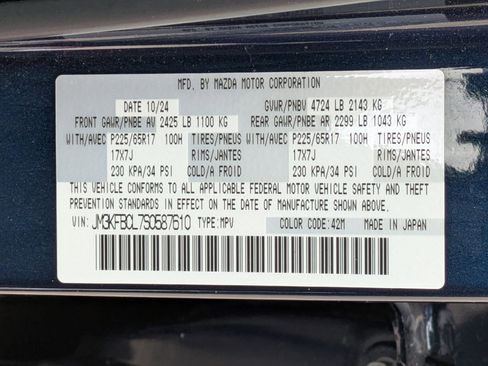 MFD. BY MAZDA MOTOR CORPORATION
DATE 10/24 GVWR/PNBV 4724 LB 2143 KG
FRONT GAWR/PNBE AV 2425 LB 1100 KG REAR GAWR/PNBE AR 2299 LB 1043 KG
WITH/AVEC P225/65R17 100H TIRES/PNEUS WITH/AVEC P225/65R17 100H TIRES/PNEUS
17X7J RIMS/JANTES 17X7J RIMS/JANTES
230 KPA/34 PSI COLD/A FROID 230 KPA/34 PSI COLD/A FROID
THIS VEHICLE CONFORMS TO ALL APPLICABLE FEDERAL MOTOR VEHICLE SAFETY AND THEFT
PREVENTION STANDARDS IN EFFECT ON THE DATE OF MANUFACTURE SHOWN ABOVE.
VIN: JM3KFBCL7S0587610 TYPE: MPV COLOR CODE: 42M MADE IN JAPAN